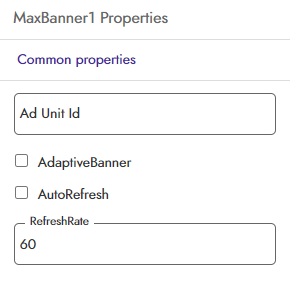 MaxBanner1 Properties
Common properties
Ad Unit Id
AdaptiveBanner
AutoRefresh
RefreshRate
60